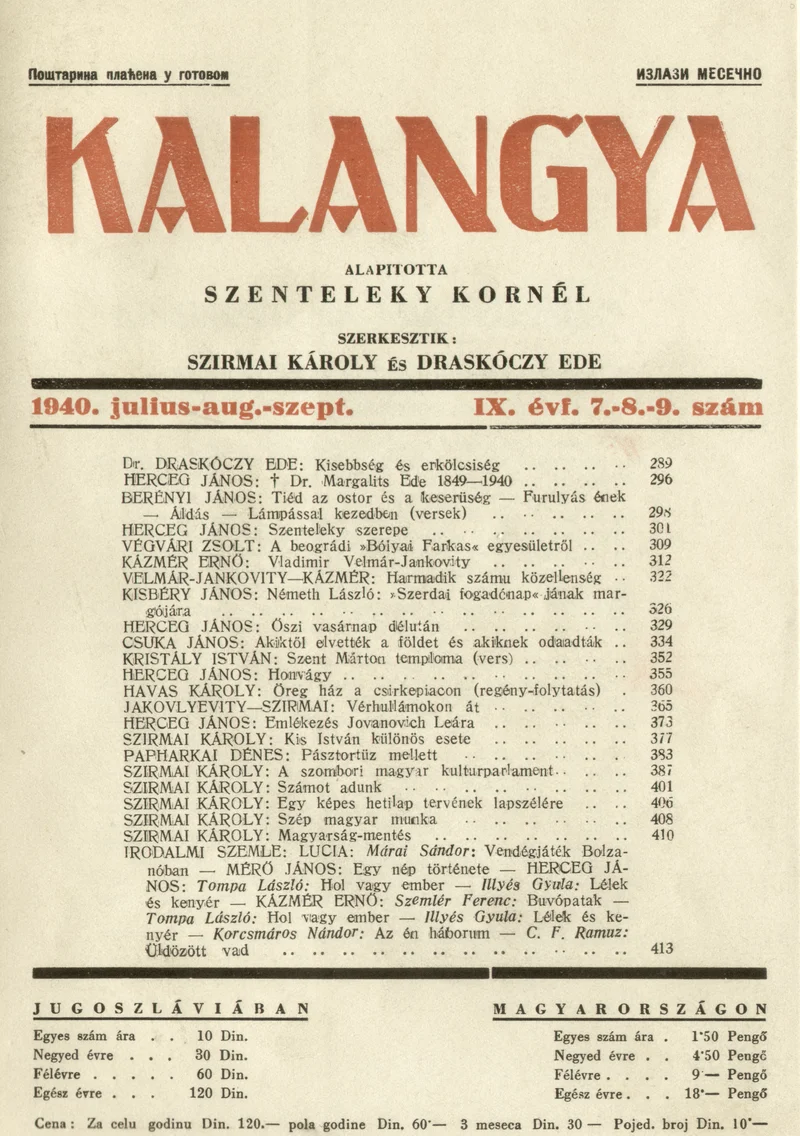 Поштарина плаћена у готовом
ИЗЛАЗИ МЕСЕЧНО
KALANGYA
ALAPITOTTA
SZENTELEKY KORNÉL
SZERKESZTIK:
SZIRMAI KÁROLY ÉS DRASKÓCZY EDE
1940. julius-aug.-szept. IX. évf. 7.-8.-9. szám
Dr. DRASKÓCZY EDE: Kisebbség és erkölcsiség . . . . . . . . 289
HERCEG JÁNOS: † Dr. Margalits Ede 1849—1940 . . . . . . . . 296
BERÉNYI JÁNOS: Tiéd az ostor és a keserüség — Furulyás ének
— Áldás — Lámpással kezedben (versek) . . . . . . . . 298
HERCEG JÁNOS: Szenteleky szerepe . . . . . . . . 301
VÉGVÁRI ZSOLT: A beográdi »Bólyai Farkas« egyesületről . . . . 309
KÁZMÉR ERNŐ: Vladimir Velmár-Jankovity . . . . . . . . 312
VELMÁR-JANKOVITY—KÁZMÉR: Harmadik számu közellenség . . 322
KISBÉRY JÁNOS: Németh László: »Szerdai fogadónap« jának mar-
gójára . . . . . . . . 326
HERCEG JÁNOS: Őszi vasárnap délután . . . . . . . . 329
CSUKA JÁNOS: Akiktől elvették a földet és akiknek odaadták . . 334
KRISTÁLY ISTVÁN: Szent Márton temploma (vers) . . . . . . . . 352
HERCEG JÁNOS: Honvágy . . . . . . . . 355
HAVAS KÁROLY: Öreg ház a csirkepiacon (regény-folytatás) . 360
JAKOVLYEVITY—SZIRMAI: Vérhullámokon át . . . . . . . . 365
HERCEG JÁNOS: Emlékezés Jovanovich Leára . . . . . . . . 373
SZIRMAI KÁROLY: Kis István különös esete . . . . . . . . 377
PAPHARKAI DÉNES: Pásztortüz mellett . . . . . . . . 383
SZIRMAI KÁROLY: A szombori magyar kulturparlament . . . . 387
SZIRMAI KÁROLY: Számot adunk . . . . . . . . 401
SZIRMAI KÁROLY: Egy képes hetilap tervének lapszélére . . . . 406
SZIRMAI KÁROLY: Szép magyar munka . . . . . . . . 408
SZIRMAI KÁROLY: Magyarság-mentés . . . . . . . . 410
IRODALMI SZEMLE: LUCIA: Márai Sándor: Vendégjáték Bolza-
nóban — MÉRŐ JÁNOS: Egy nép története — HERCEG JÁ-
NOS: Tompa László: Hol vagy ember — Illyés Gyula: Lélek
és kenyér — KÁZMÉR ERNŐ: Szemlér Ferenc: Buvópatak —
Tompa László: Hol vagy ember — Illyés Gyula: Lélek és ke-
nyér — Korcsmáros Nándor: Az én háborum — C. F. Ramuz:
Üldözött vad . . . . . . . . 413
JUGOSZLÁVIÁBAN
Egyes szám ára . . 10 Din.
Negyed évre . . . 30 Din.
Félévre . . . . . 60 Din.
Egész évre . . . 120 Din.
MAGYARORSZÁGON
Egyes szám ára . 1·50 Pengő
Negyed évre . . 4·50 Pengő
Félévre . . . . 9·— Pengő
Egész évre . . . 18·— Pengő
Cena: Za celu godinu Din. 120.— pola godine Din. 60·— 3 meseca Din. 30 — Pojed. broj Din. 10·—